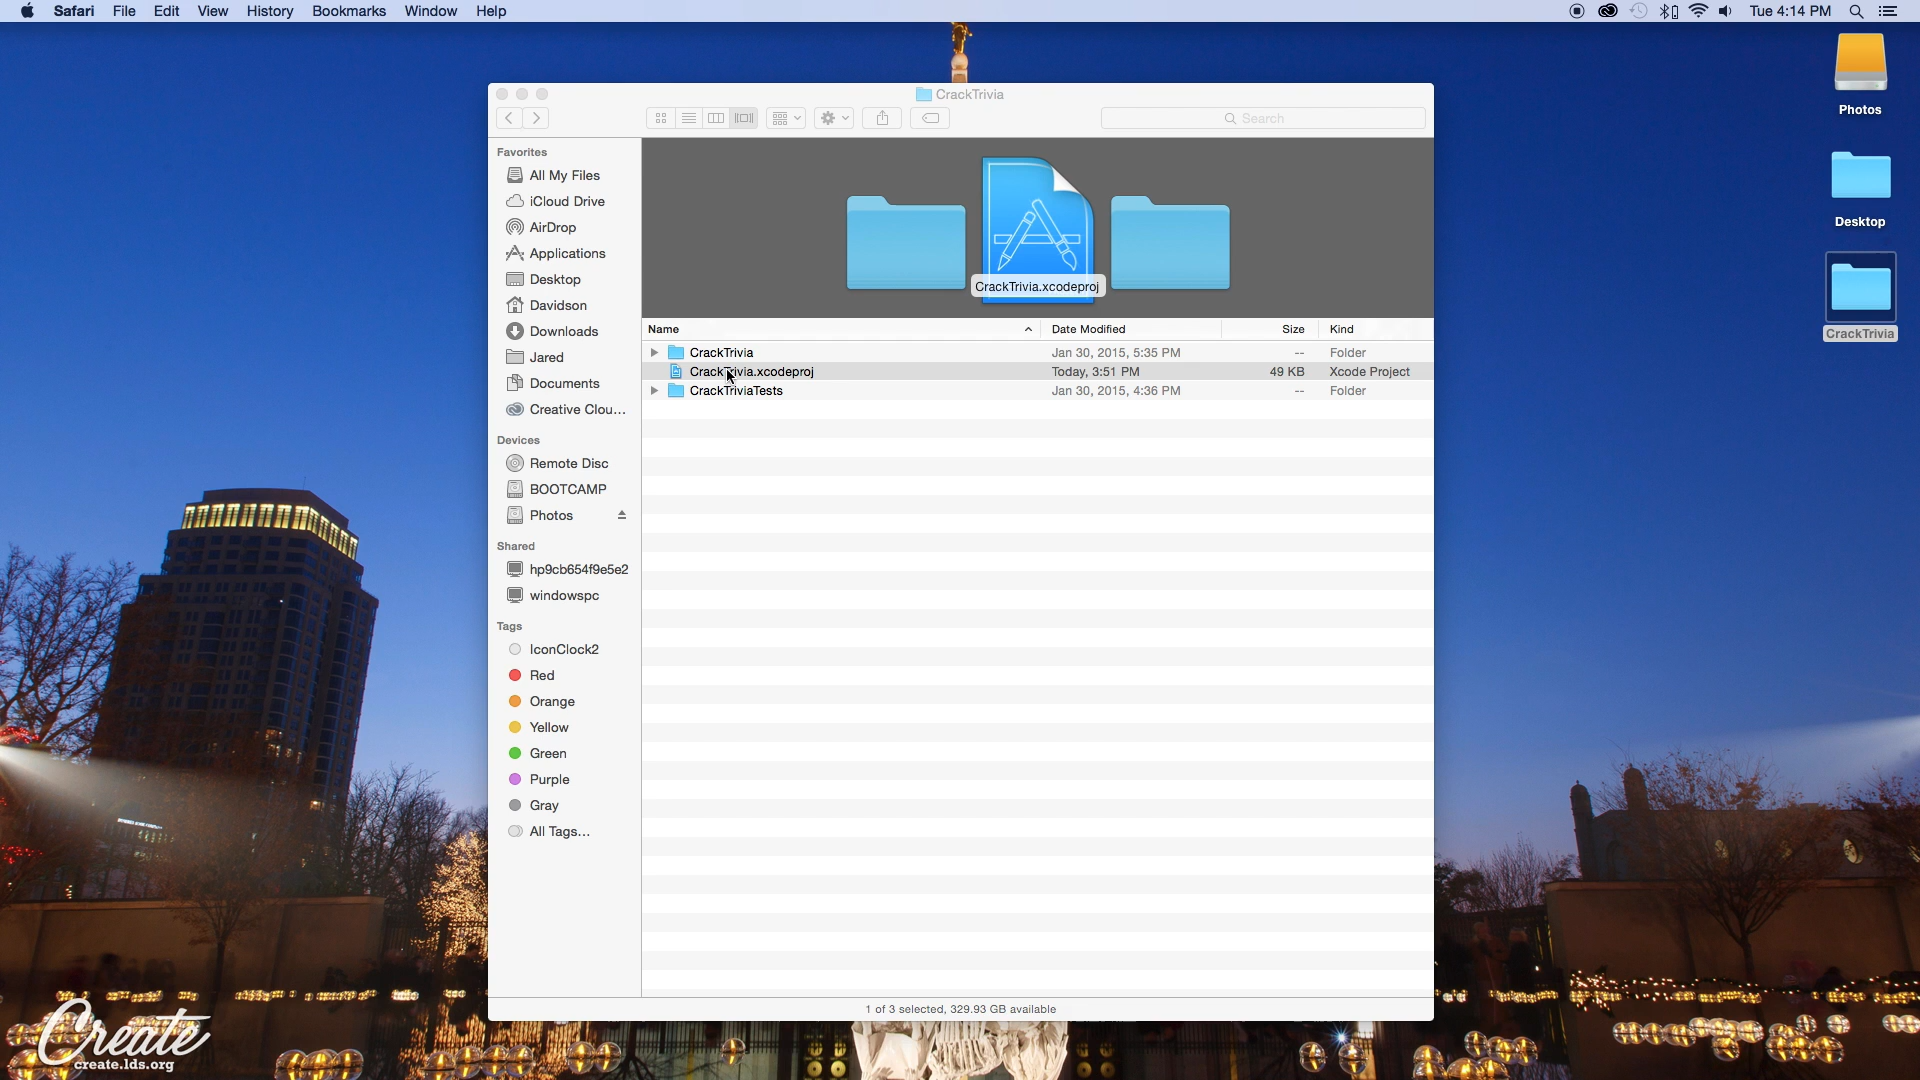 Safari File Edit View History Bookmarks Window Help Tue 4:14 PM
CrackTrivia
Search
Favorites
All My Files
iCloud Drive
AirDrop
Applications
Desktop
Davidson
Downloads
Jared
Documents
Creative Clou...
Devices
Remote Disc
BOOTCAMP
Photos
Shared
hp9cb654f9e5e2
windowspc
Tags
IconClock2
Red
Orange
Yellow
Green
Purple
Gray
All Tags...
CrackTrivia.xcodeproj
Name Date Modified Size Kind
CrackTrivia Jan 30, 2015, 5:35 PM -- Folder
CrackTrivia.xcodeproj Today, 3:51 PM 49 KB Xcode Project
CrackTriviaTests Jan 30, 2015, 4:36 PM -- Folder
1 of 3 selected, 329.93 GB available
Photos
Desktop
CrackTrivia
Create
create.lds.org